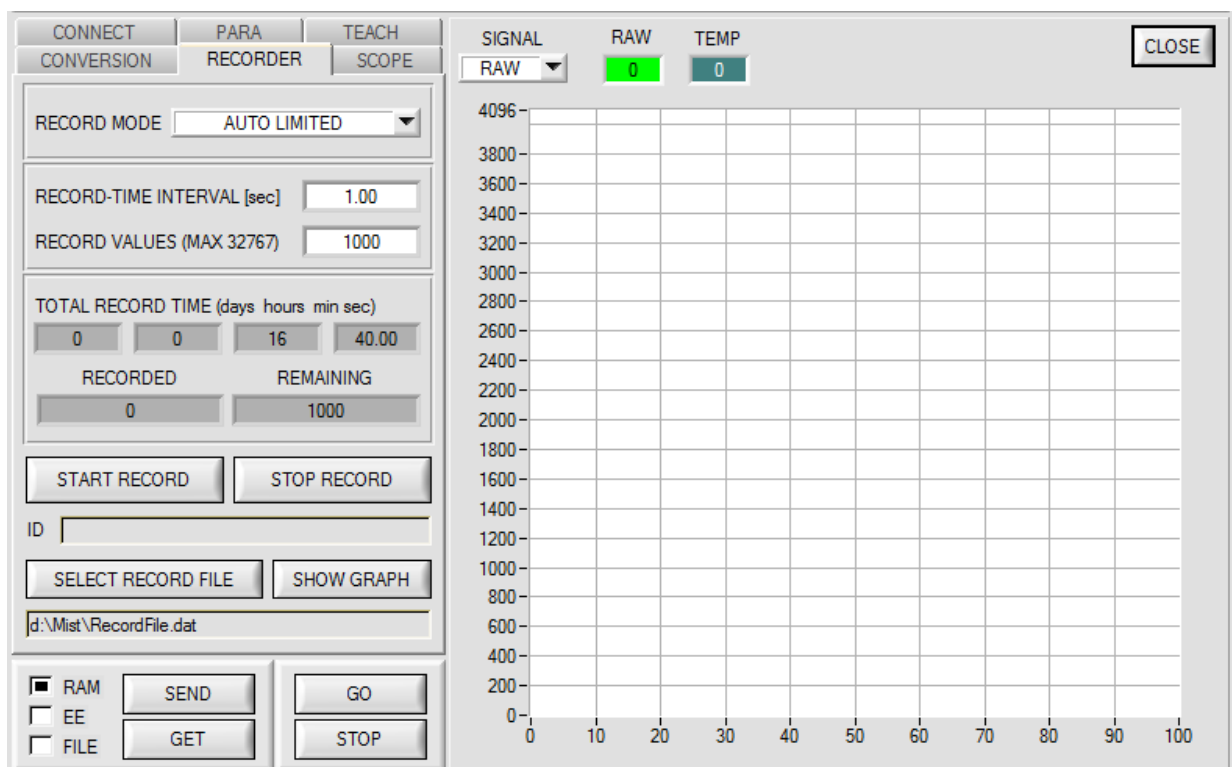 CONNECT PARA TEACH
CONVERSION RECORDER SCOPE
RECORD MODE AUTO LIMITED
RECORD-TIME INTERVAL [sec] 1.00
RECORD VALUES (MAX 32767) 1000
TOTAL RECORD TIME (days hours min sec)
0 0 16 40.00
RECORDED REMAINING
0 1000
START RECORD STOP RECORD
ID
SELECT RECORD FILE SHOW GRAPH
d:\Mist\RecordFile.dat
RAM SEND GO
EE
FILE GET STOP
SIGNAL RAW TEMP CLOSE
RAW 0 0
4096
3800
3600
3400
3200
3000
2800
2600
2400
2200
2000
1800
1600
1400
1200
1000
800
600
400
200
0
0 10 20 30 40 50 60 70 80 90 100